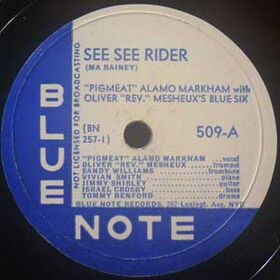 SEE SEE RIDER
(MA RAINEY)
"PIGMEAT" ALAMO MARKHAM with
OLIVER "REV." MESHEUX'S BLUE SIX
(BN
257-1)
509-A
"PIGMEAT" ALAMO MARKHAM ...vocal
OLIVER "REV." MESHEUX ...trumpet
SANDY WILLIAMS ...trombone
VIVIAN SMITH ...piano
JIMMY SHIRLEY ...guitar
ISRAEL CROSBY ...bass
TOMMY BENFORD ...drums
BLUE NOTE RECORDS, 767 Lexingt. Ave. NYC
NOT LICENSED FOR BROADCASTING
BLUE
NOTE